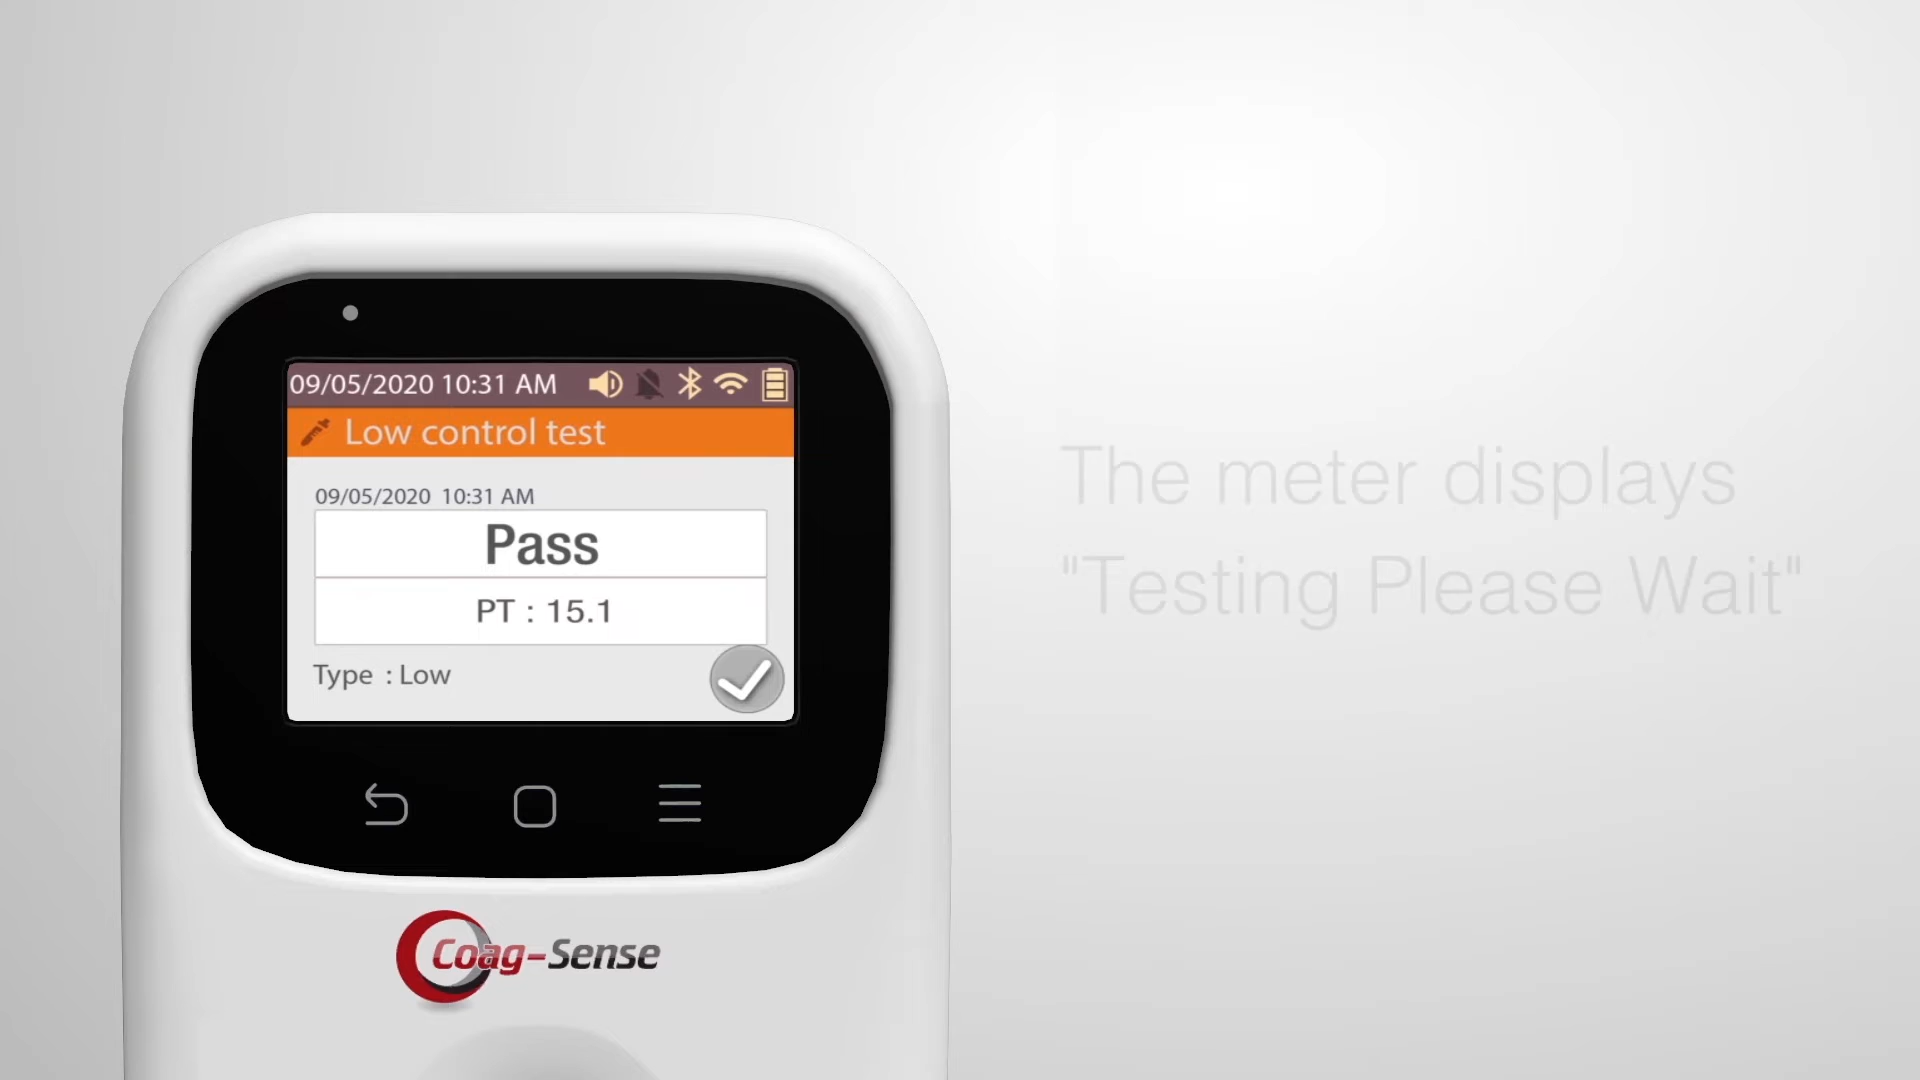 09/05/2020 10:31 AM
Low control test
09/05/2020 10:31 AM
Pass
PT : 15.1
Type : Low
Coag-Sense
The meter displays
"Testing Please Wait"